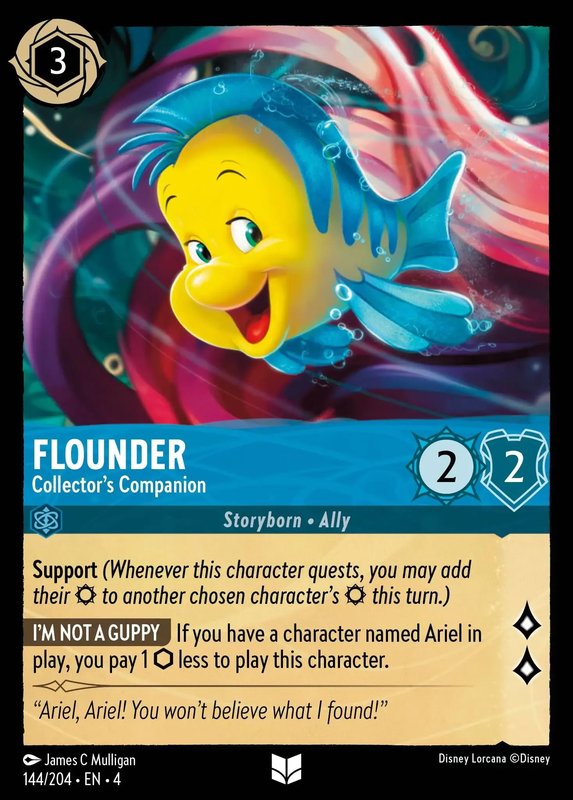 3
FLOUNDER
Collector's Companion
2
2
Storyborn • Ally
Support (Whenever this character quests, you may add
their to another chosen character's this turn.)
I'M NOT A GUPPY If you have a character named Ariel in
play, you pay 1 less to play this character.
"Ariel, Ariel! You won't believe what I found!"
James C Mulligan
144/204 • EN • 4
Disney Lorcana ©Disney